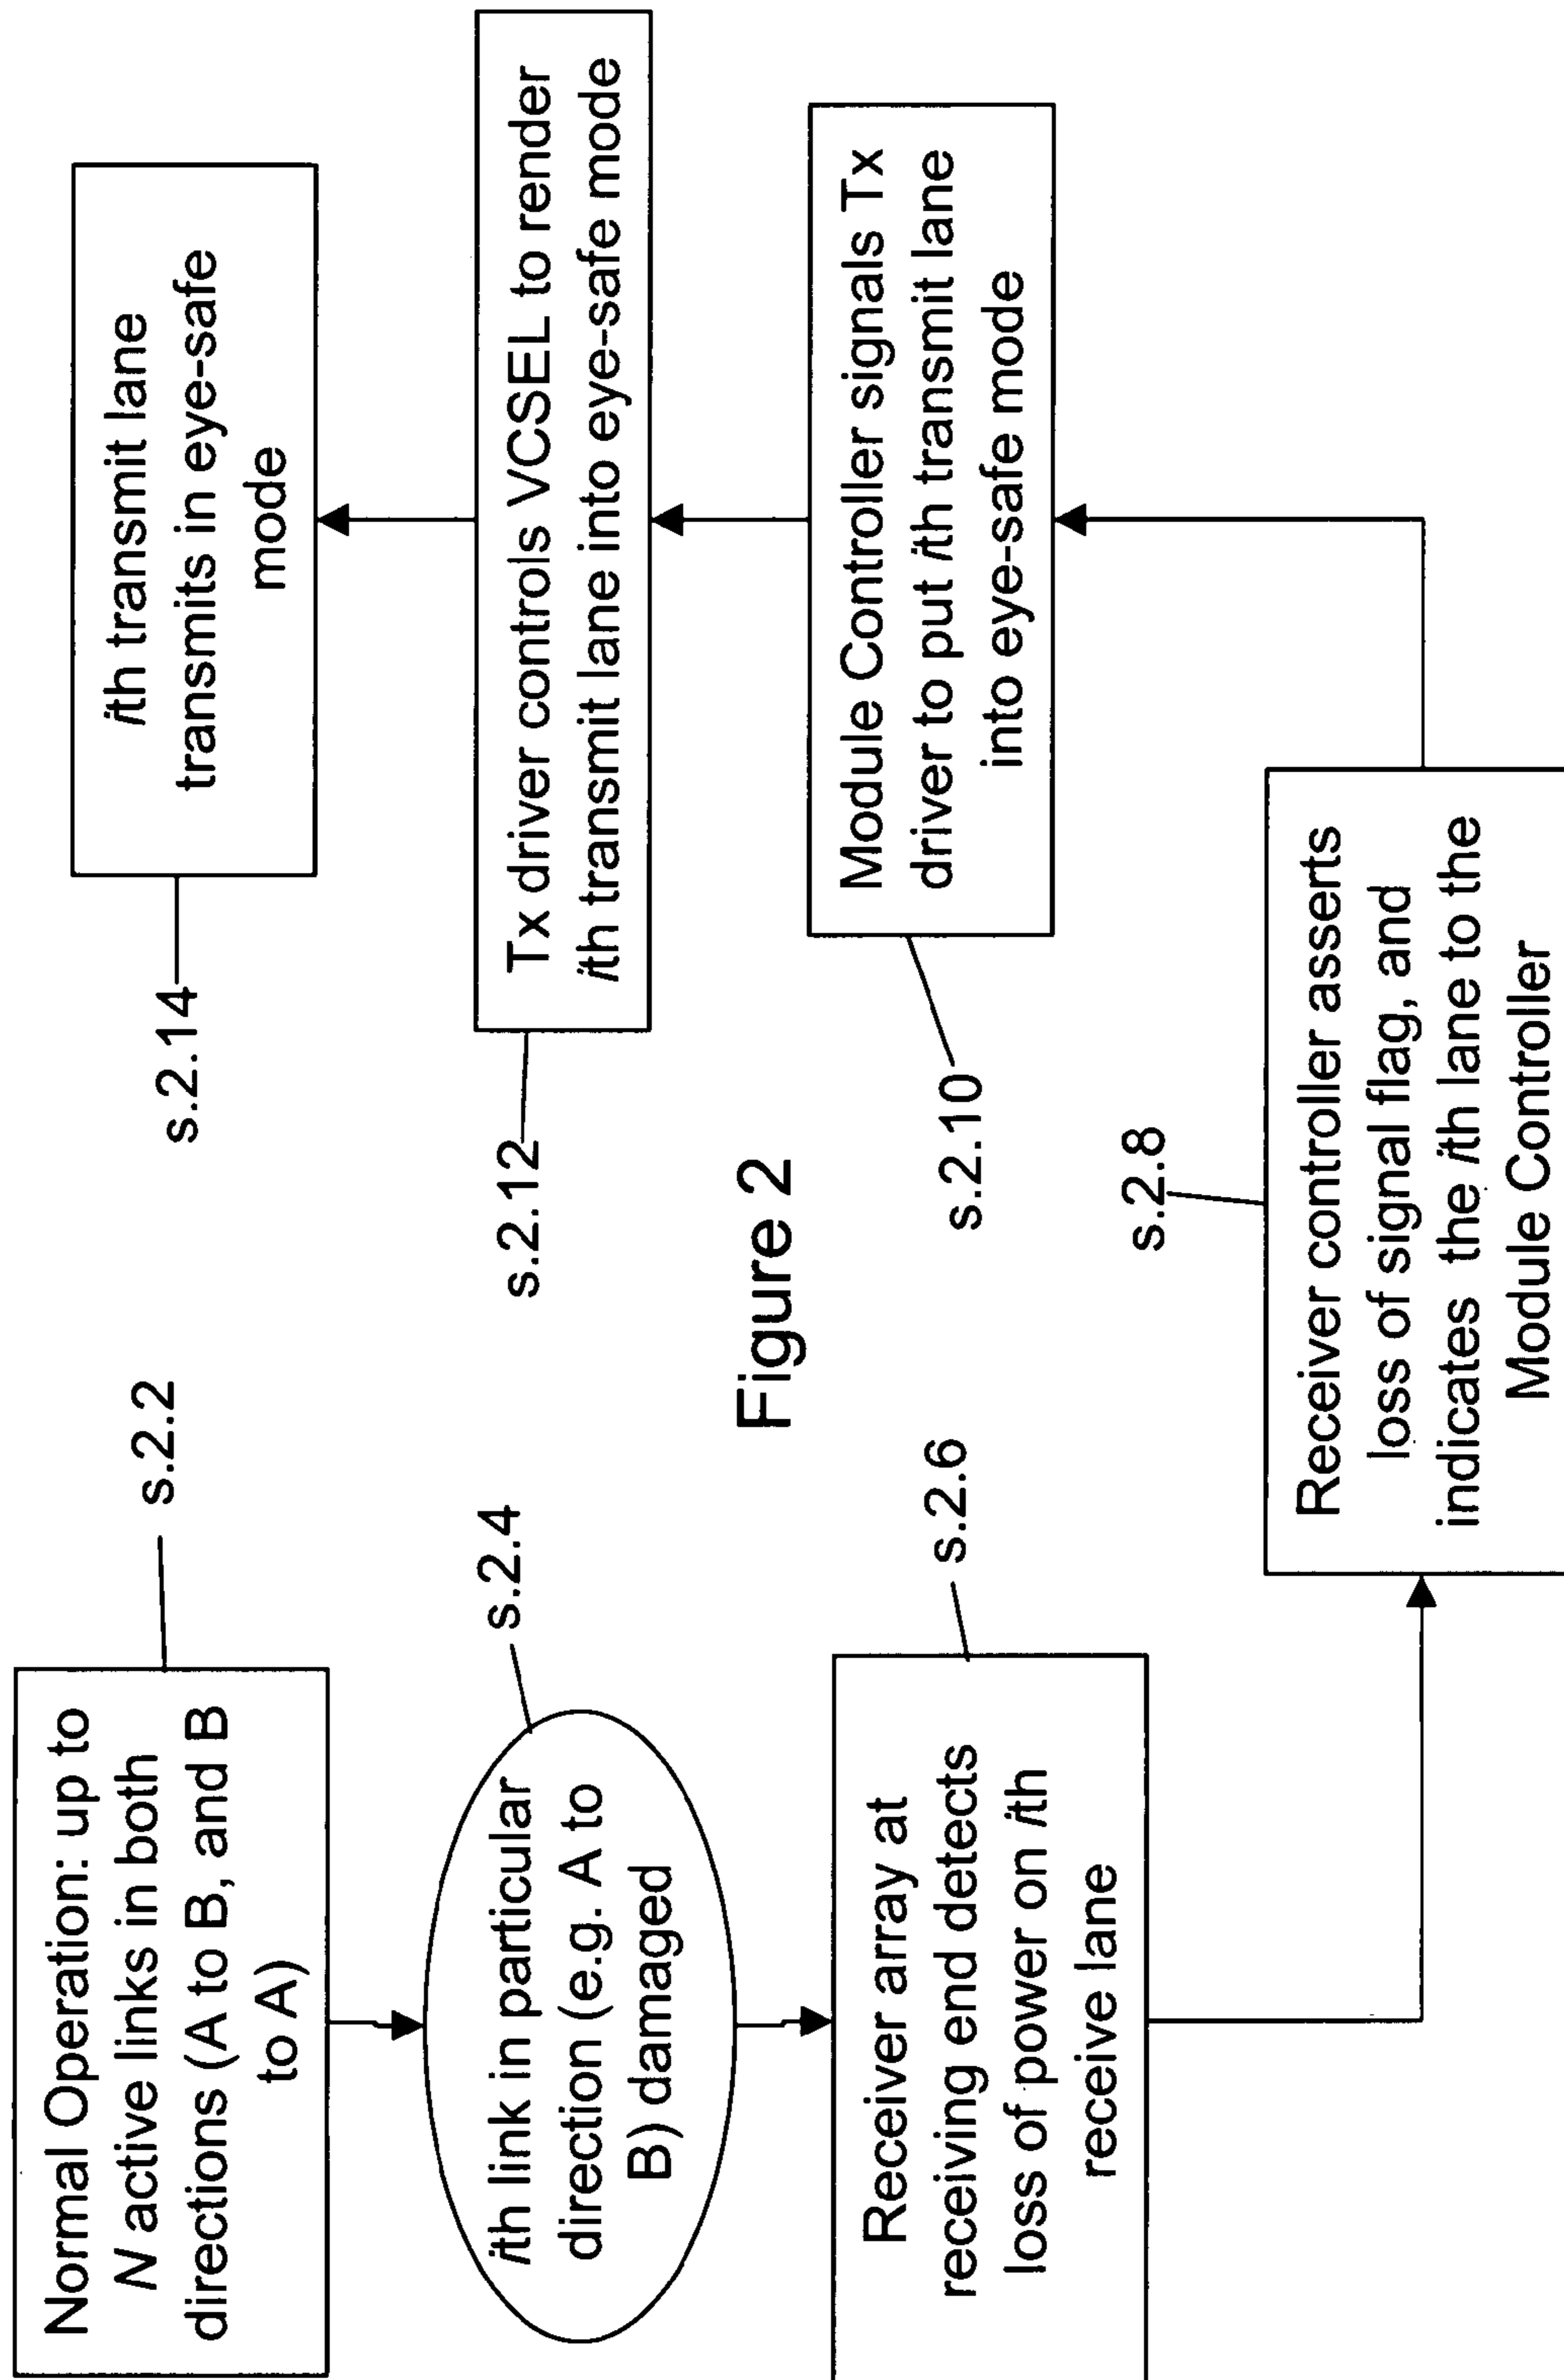 Normal Operation: up to
N active links in both
directions (A to B, and B
to A)
s.2.2
ith link in particular
direction (e.g. A to
B) damaged
s.2.4
Receiver array at
receiving end detects
loss of power on ith
receive lane
s.2.6
Receiver controller asserts
loss of signal flag, and
indicates the ith lane to the
Module Controller
s.2.8
Module Controller signals Tx
driver to put ith transmit lane
into eye-safe mode
s.2.10
Tx driver controls VCSEL to render
ith transmit lane into eye-safe mode
s.2.12
ith transmit lane
transmits in eye-safe
mode
s.2.14
Figure 2